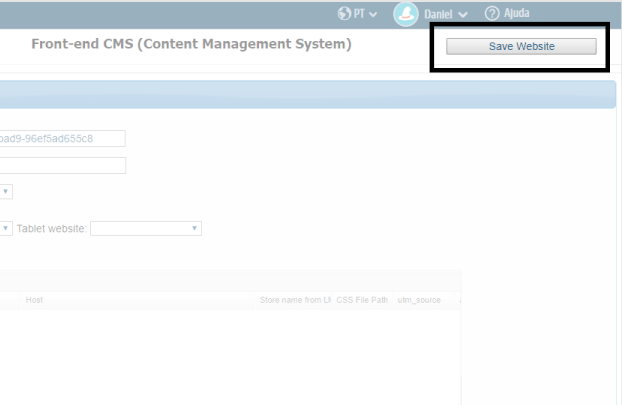 PT Daniel Ajuda
Front-end CMS (Content Management System)
Save Website
bad9-96ef5ad655c8
Tablet website:
Host Store name from LM CSS File Path utm_source